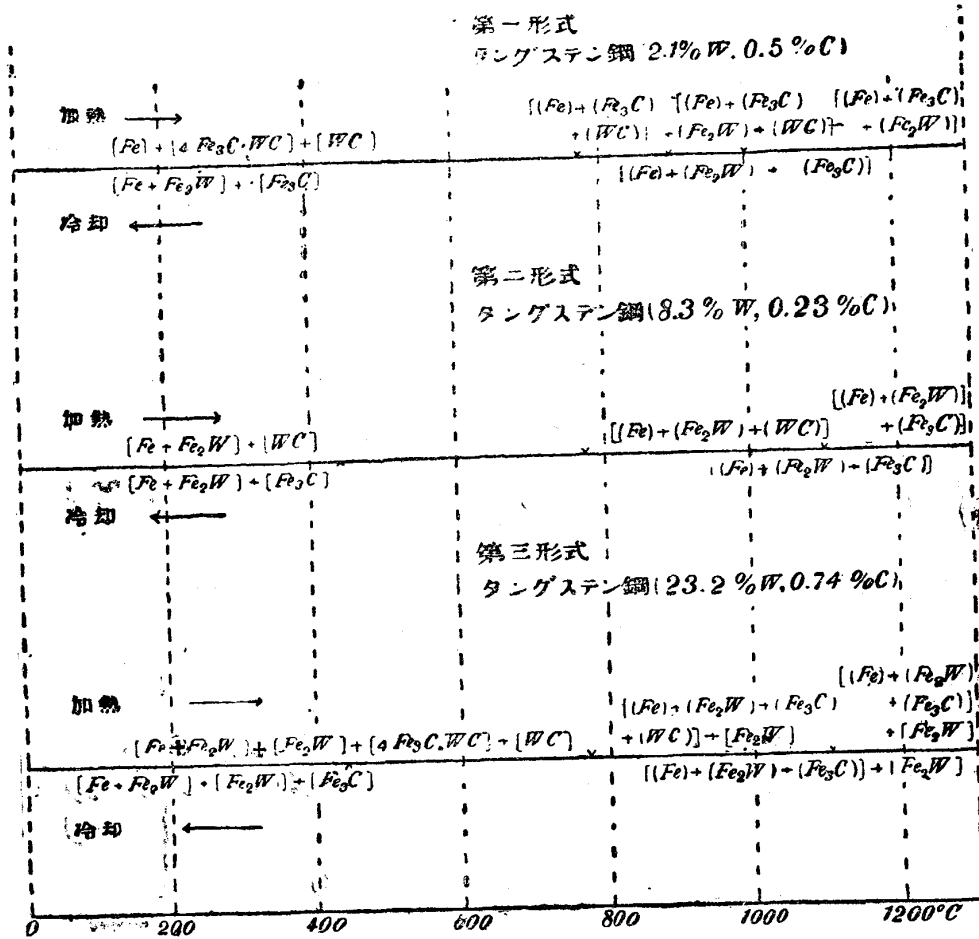 第一形式
タングステン鋼 (2.1% W. 0.5 %C)
[(Fe) + (Fe₃C) [(Fe) + (Fe₃C) [(Fe) + (Fe₃C)
加熱 →
+ (WC)] + (Fe₂W) + (WC)] + (Fe₂W)]
[Fe] + [4 Fe₃C·WC] + [WC]
[Fe + Fe₂W] + [Fe₃C] [(Fe) + (Fe₂W) + (Fe₃C)]
冷却 ←
第二形式
タングステン鋼 (8.3 % W, 0.23 %C)
[(Fe) + (Fe₂W)
加熱 →
[Fe + Fe₂W] + [WC] [(Fe) + (Fe₂W) + (WC)] + (Fe₃C)]
[Fe + Fe₂W] + [Fe₃C] [(Fe) + (Fe₂W) + (Fe₃C)]
冷却 ←
第三形式
タングステン鋼 (23.2 % W, 0.74 %C)
[(Fe) + (Fe₂W)
加熱 → [(Fe) + (Fe₂W) + (Fe₃C) + (Fe₃C)]
[Fe + Fe₂W] + [Fe₂W] + [4 Fe₃C.WC] + [WC] + (WC)] + [Fe₂W] + [Fe₂W]
[Fe + Fe₂W] + [Fe₂W] + [Fe₃C] [(Fe) + (Fe₂W) + (Fe₃C)] + [Fe₂W]
冷却 ←
0 200 400 600 800 1000 1200°C